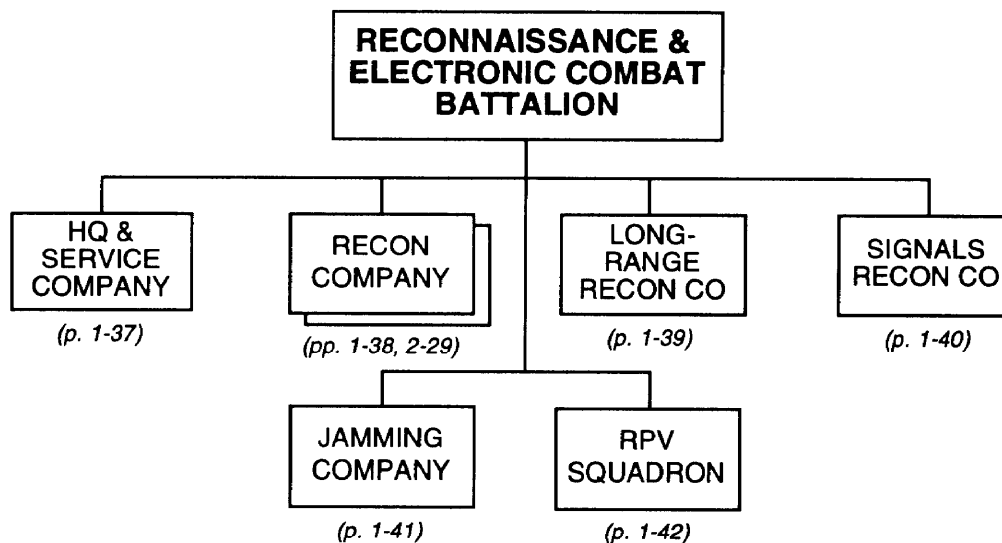 RECONNAISSANCE &
ELECTRONIC COMBAT
BATTALION
HQ &
SERVICE
COMPANY
(p. 1-37)
RECON
COMPANY
(pp. 1-38, 2-29)
LONG-
RANGE
RECON CO
(p. 1-39)
SIGNALS
RECON CO
(p. 1-40)
JAMMING
COMPANY
(p. 1-41)
RPV
SQUADRON
(p. 1-42)